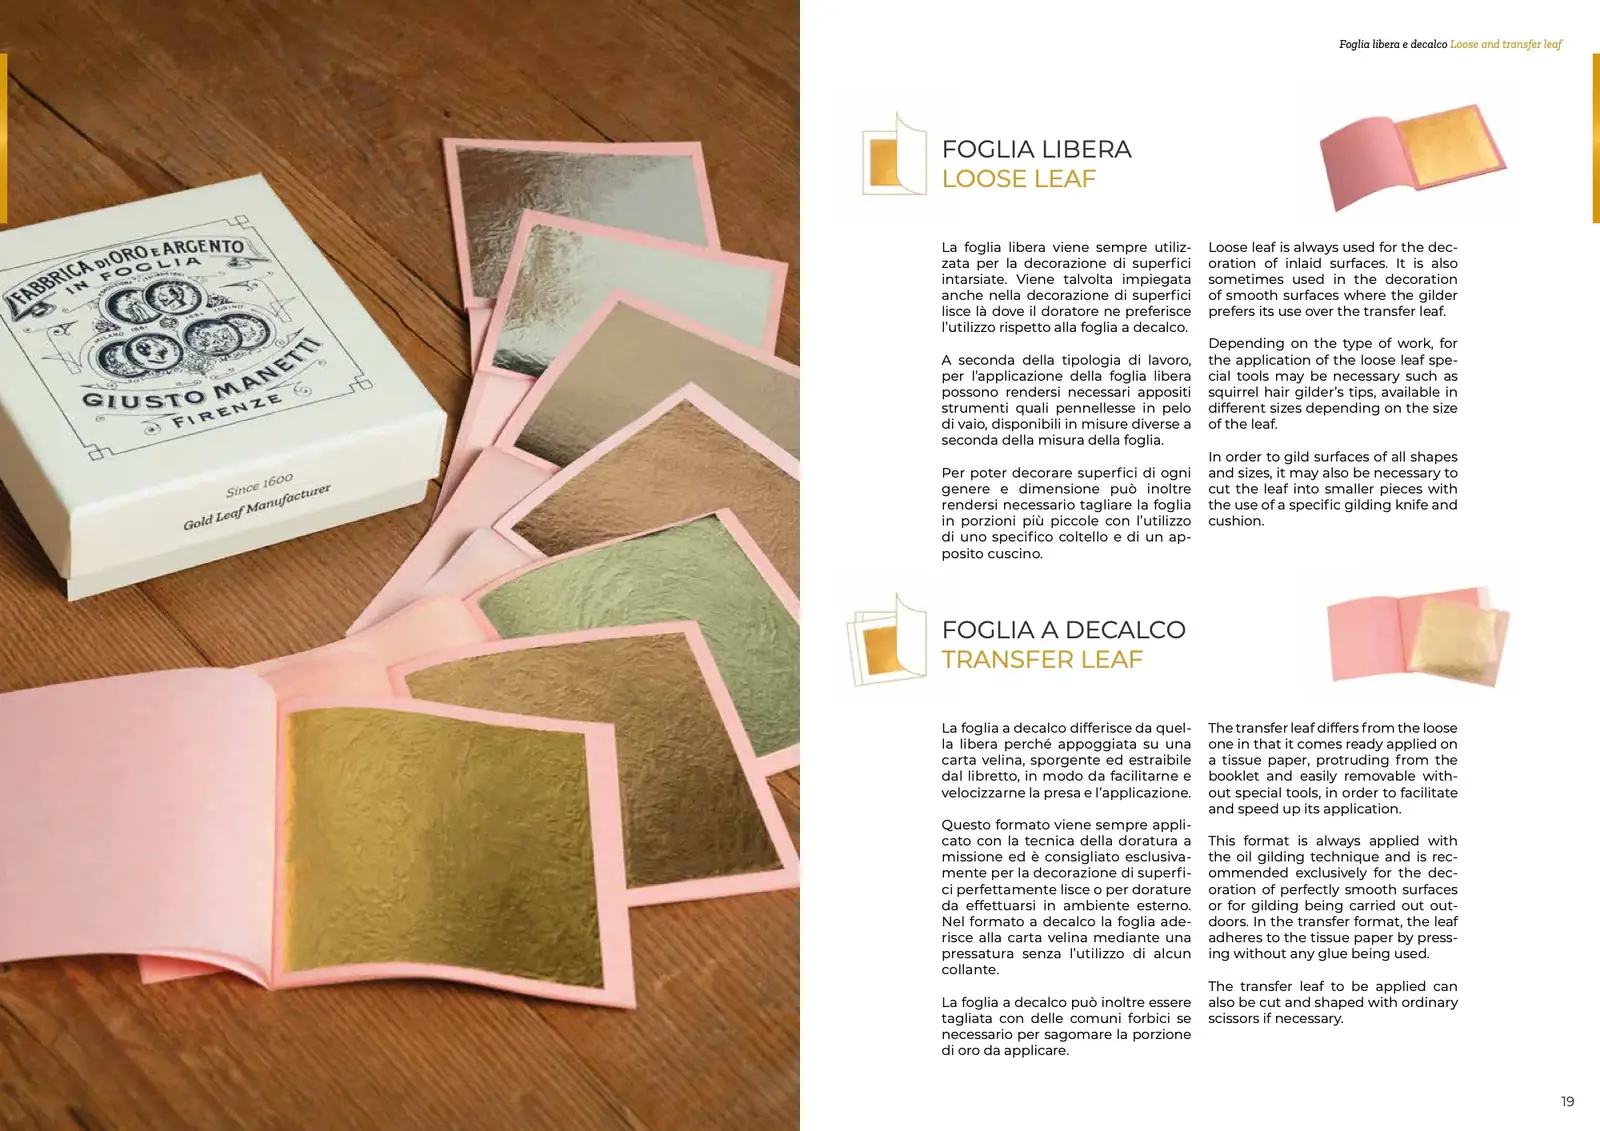 FABBRICA DI ORO E ARGENTO
IN FOGLIA
GIUSTO MANETTI
FIRENZE
Since 1600
Gold Leaf Manufacturer
Foglia libera e decalco Loose and transfer leaf
FOGLIA LIBERA
LOOSE LEAF
La foglia libera viene sempre utiliz-
zata per la decorazione di superfici
intarsiate. Viene talvolta impiegata
anche nella decorazione di superfici
lisce là dove il doratore ne preferisce
l'utilizzo rispetto alla foglia a decalco.
A seconda della tipologia di lavoro,
per l'applicazione della foglia libera
possono rendersi necessari appositi
strumenti quali pennellesse in pelo
di vaio, disponibili in misure diverse a
seconda della misura della foglia.
Per poter decorare superfici di ogni
genere e dimensione può inoltre
rendersi necessario tagliare la foglia
in porzioni più piccole con l'utilizzo
di uno specifico coltello e di un ap-
posito cuscino.
Loose leaf is always used for the dec-
oration of inlaid surfaces. It is also
sometimes used in the decoration
of smooth surfaces where the gilder
prefers its use over the transfer leaf.
Depending on the type of work, for
the application of the loose leaf spe-
cial tools may be necessary such as
squirrel hair gilder's tips, available in
different sizes depending on the size
of the leaf.
In order to gild surfaces of all shapes
and sizes, it may also be necessary to
cut the leaf into smaller pieces with
the use of a specific gilding knife and
cushion.
FOGLIA A DECALCO
TRANSFER LEAF
La foglia a decalco differisce da quel-
la libera perché appoggiata su una
carta velina, sporgente ed estraibile
dal libretto, in modo da facilitarne e
velocizzarne la presa e l'applicazione.
Questo formato viene sempre appli-
cato con la tecnica della doratura a
missione ed è consigliato esclusiva-
mente per la decorazione di superfi-
ci perfettamente lisce o per dorature
da effettuarsi in ambiente esterno.
Nel formato a decalco la foglia ade-
risce alla carta velina mediante una
pressatura senza l'utilizzo di alcun
collante.
La foglia a decalco può inoltre essere
tagliata con delle comuni forbici se
necessario per sagomare la porzione
di oro da applicare.
The transfer leaf differs from the loose
one in that it comes ready applied on
a tissue paper, protruding from the
booklet and easily removable with-
out special tools, in order to facilitate
and speed up its application.
This format is always applied with
the oil gilding technique and is rec-
ommended exclusively for the dec-
oration of perfectly smooth surfaces
or for gilding being carried out out-
doors. In the transfer format, the leaf
adheres to the tissue paper by press-
ing without any glue being used.
The transfer leaf to be applied can
also be cut and shaped with ordinary
scissors if necessary.
19